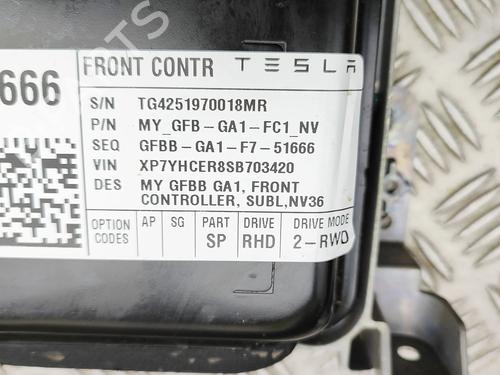 666
FRONT CONTR TESLA
S/N TG4251970018MR
P/N MY_GFB-GA1-FC1_NV
SEQ GFBB-GA1-F7-51666
VIN XP7YHCER8SB703420
DES MY GFBB GA1, FRONT
CONTROLLER, SUBL,NV36
OPTION CODES AP SG PART SP DRIVE RHD DRIVE MODE 2-RWD